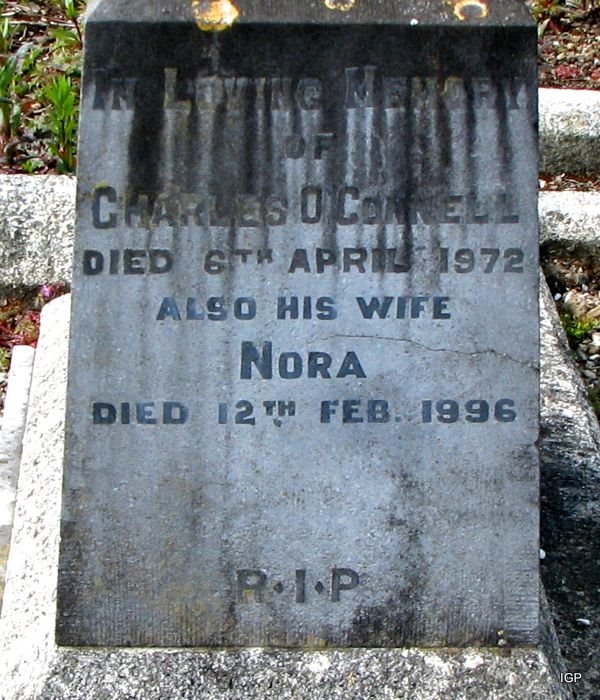 In Loving Memory
of
Charles O'Connell
DIED 6TH APRIL 1972
ALSO HIS WIFE
NORA
DIED 12TH FEB. 1996
R·I·P
IGP